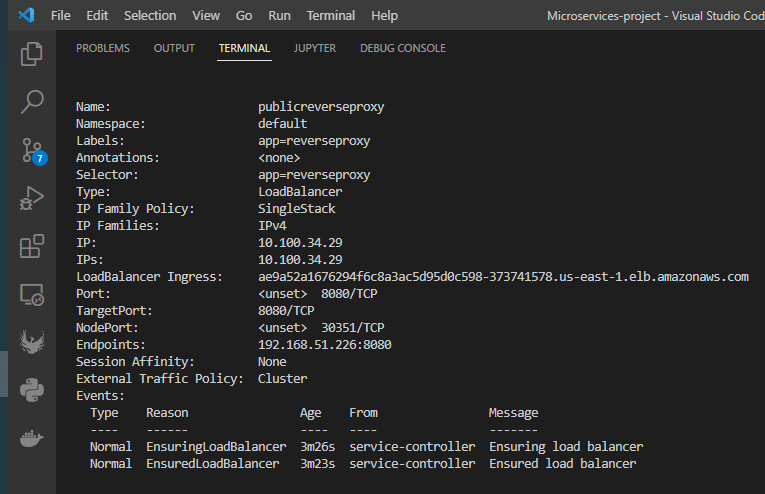 File Edit Selection View Go Run Terminal Help Microservices-project - Visual Studio Cod
PROBLEMS OUTPUT TERMINAL JUPYTER DEBUG CONSOLE
Name: publicreverseproxy
Namespace: default
Labels: app=reverseproxy
Annotations: <none>
Selector: app=reverseproxy
Type: LoadBalancer
IP Family Policy: SingleStack
IP Families: IPv4
IP: 10.100.34.29
IPs: 10.100.34.29
LoadBalancer Ingress: ae9a52a1676294f6c8a3ac5d95d0c598-373741578.us-east-1.elb.amazonaws.com
Port: <unset> 8080/TCP
TargetPort: 8080/TCP
NodePort: <unset> 30351/TCP
Endpoints: 192.168.51.226:8080
Session Affinity: None
External Traffic Policy: Cluster
Events:
Type Reason Age From Message
---- ------ ---- ---- -------
Normal EnsuringLoadBalancer 3m26s service-controller Ensuring load balancer
Normal EnsuredLoadBalancer 3m23s service-controller Ensured load balancer
7